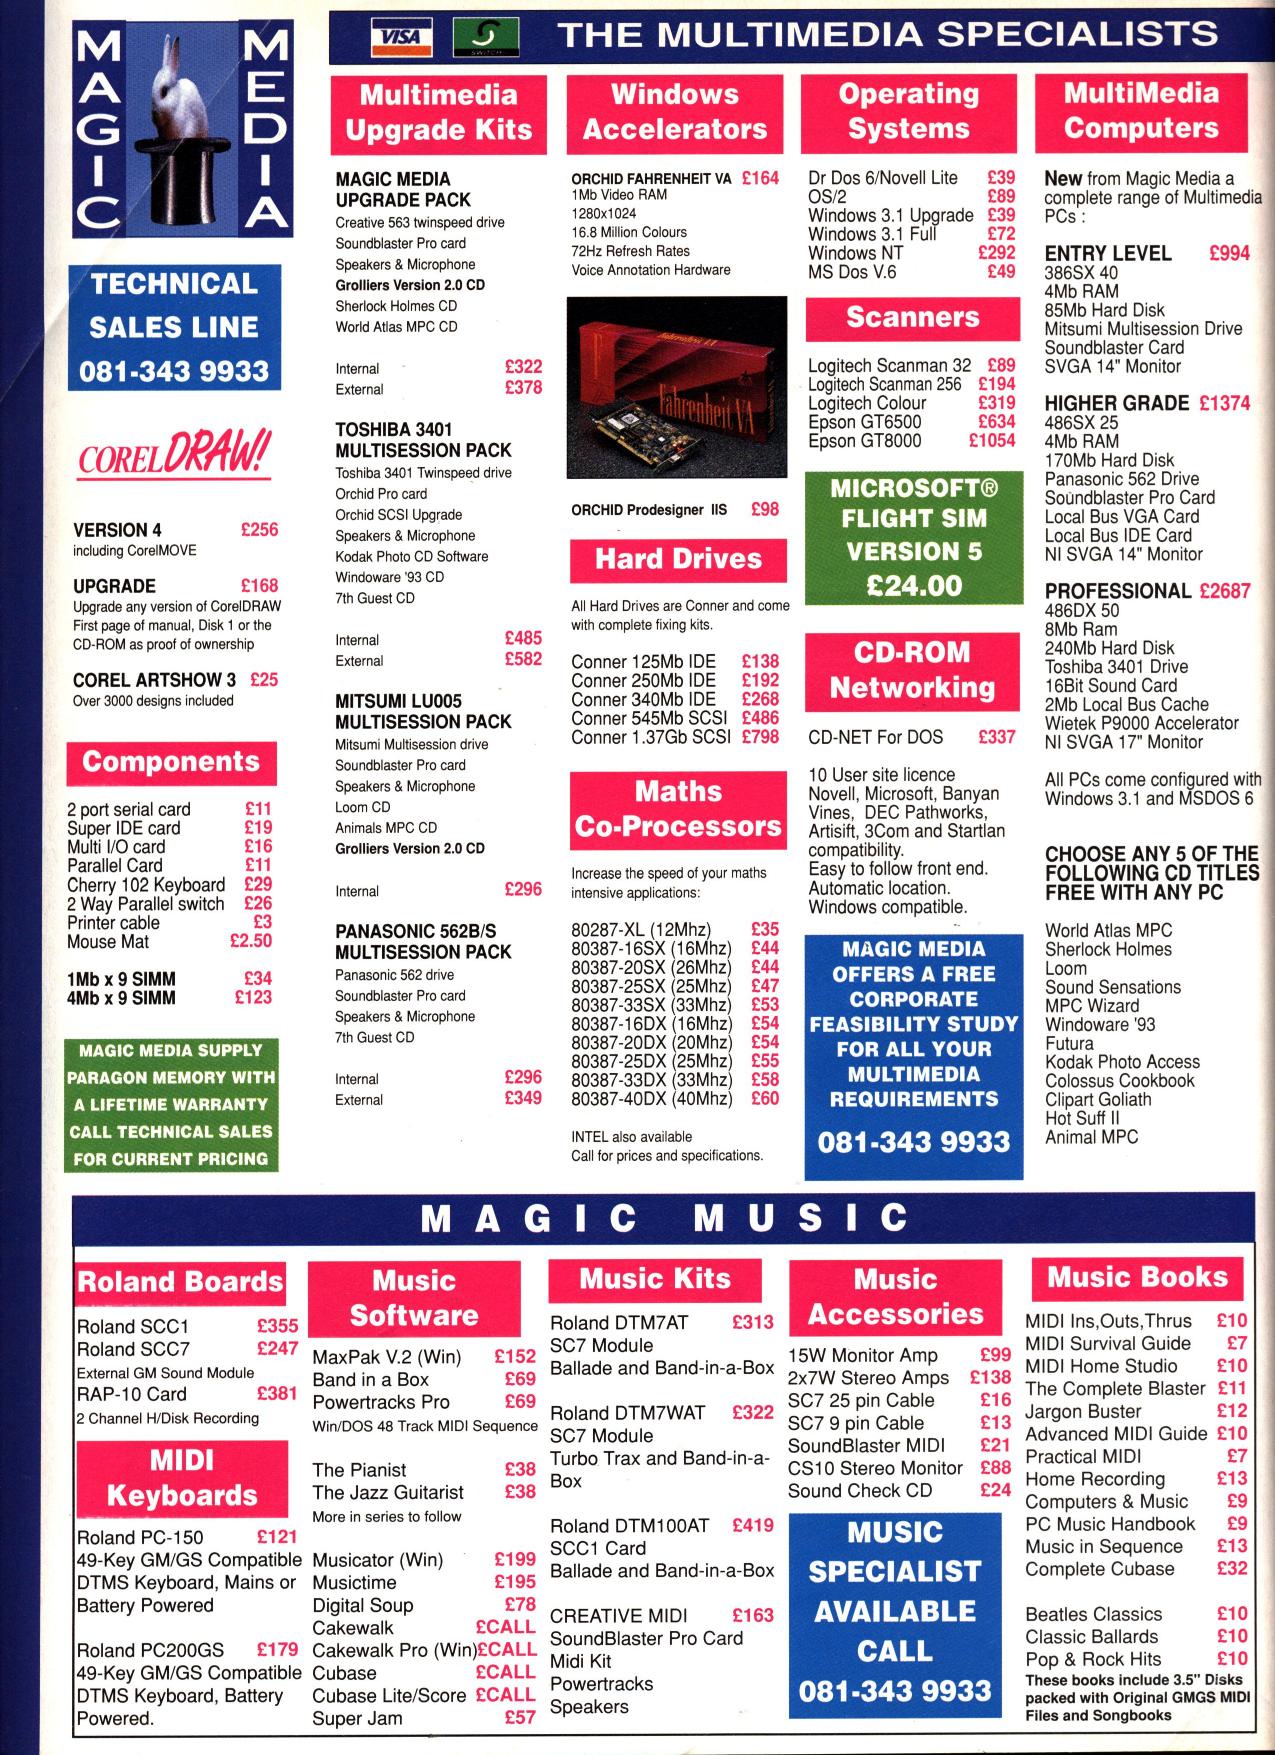 MAGIC MEDIA
VISA
SWITCH
THE MULTIMEDIA SPECIALISTS
TECHNICAL
SALES LINE
081-343 9933
COREL DRAW!
VERSION 4 £256
including CorelMOVE
UPGRADE £168
Upgrade any version of CorelDRAW
First page of manual, Disk 1 or the
CD-ROM as proof of ownership
COREL ARTSHOW 3 £25
Over 3000 designs included
Components
2 port serial card £11
Super IDE card £19
Multi I/O card £16
Parallel Card £11
Cherry 102 Keyboard £29
2 Way Parallel switch £26
Printer cable £3
Mouse Mat £2.50
1Mb x 9 SIMM £34
4Mb x 9 SIMM £123
MAGIC MEDIA SUPPLY
PARAGON MEMORY WITH
A LIFETIME WARRANTY
CALL TECHNICAL SALES
FOR CURRENT PRICING
Multimedia
Upgrade Kits
MAGIC MEDIA
UPGRADE PACK
Creative 563 twinspeed drive
Soundblaster Pro card
Speakers & Microphone
Grolliers Version 2.0 CD
Sherlock Holmes CD
World Atlas MPC CD
Internal £322
External £378
TOSHIBA 3401
MULTISESSION PACK
Toshiba 3401 Twinspeed drive
Orchid Pro card
Orchid SCSI Upgrade
Speakers & Microphone
Kodak Photo CD Software
Windoware '93 CD
7th Guest CD
Internal £485
External £582
MITSUMI LU005
MULTISESSION PACK
Mitsumi Multisession drive
Soundblaster Pro card
Speakers & Microphone
Loom CD
Animals MPC CD
Grolliers Version 2.0 CD
Internal £296
PANASONIC 562B/S
MULTISESSION PACK
Panasonic 562 drive
Soundblaster Pro card
Speakers & Microphone
7th Guest CD
Internal £296
External £349
Windows
Accelerators
ORCHID FAHRENHEIT VA £164
1Mb Video RAM
1280x1024
16.8 Million Colours
72Hz Refresh Rates
Voice Annotation Hardware
Fahrenheit VA
Fahrenheit VA
ORCHID Prodesigner IIS £98
Hard Drives
All Hard Drives are Conner and come
with complete fixing kits.
Conner 125Mb IDE £138
Conner 250Mb IDE £192
Conner 340Mb IDE £268
Conner 545Mb SCSI £486
Conner 1.37Gb SCSI £798
Maths
Co-Processors
Increase the speed of your maths
intensive applications:
80287-XL (12Mhz) £35
80387-16SX (16Mhz) £44
80387-20SX (26Mhz) £44
80387-25SX (25Mhz) £47
80387-33SX (33Mhz) £53
80387-16DX (16Mhz) £54
80387-20DX (20Mhz) £54
80387-25DX (25Mhz) £55
80387-33DX (33Mhz) £58
80387-40DX (40Mhz) £60
INTEL also available
Call for prices and specifications.
Operating
Systems
Dr Dos 6/Novell Lite £39
OS/2 £89
Windows 3.1 Upgrade £39
Windows 3.1 Full £72
Windows NT £292
MS Dos V.6 £49
Scanners
Logitech Scanman 32 £89
Logitech Scanman 256 £194
Logitech Colour £319
Epson GT6500 £634
Epson GT8000 £1054
MICROSOFT®
FLIGHT SIM
VERSION 5
£24.00
CD-ROM
Networking
CD-NET For DOS £337
10 User site licence
Novell, Microsoft, Banyan
Vines, DEC Pathworks,
Artisift, 3Com and Startlan
compatibility.
Easy to follow front end.
Automatic location.
Windows compatible.
MAGIC MEDIA
OFFERS A FREE
CORPORATE
FEASIBILITY STUDY
FOR ALL YOUR
MULTIMEDIA
REQUIREMENTS
081-343 9933
MultiMedia
Computers
New from Magic Media a
complete range of Multimedia
PCs :
ENTRY LEVEL £994
386SX 40
4Mb RAM
85Mb Hard Disk
Mitsumi Multisession Drive
Soundblaster Card
SVGA 14" Monitor
HIGHER GRADE £1374
486SX 25
4Mb RAM
170Mb Hard Disk
Panasonic 562 Drive
Soundblaster Pro Card
Local Bus VGA Card
Local Bus IDE Card
NI SVGA 14" Monitor
PROFESSIONAL £2687
486DX 50
8Mb Ram
240Mb Hard Disk
Toshiba 3401 Drive
16Bit Sound Card
2Mb Local Bus Cache
Wietek P9000 Accelerator
NI SVGA 17" Monitor
All PCs come configured with
Windows 3.1 and MSDOS 6
CHOOSE ANY 5 OF THE
FOLLOWING CD TITLES
FREE WITH ANY PC
World Atlas MPC
Sherlock Holmes
Loom
Sound Sensations
MPC Wizard
Windoware '93
Futura
Kodak Photo Access
Colossus Cookbook
Clipart Goliath
Hot Suff II
Animal MPC
MAGIC MUSIC
Roland Boards
Roland SCC1 £355
Roland SCC7 £247
External GM Sound Module
RAP-10 Card £381
2 Channel H/Disk Recording
MIDI
Keyboards
Roland PC-150 £121
49-Key GM/GS Compatible
DTMS Keyboard, Mains or
Battery Powered
Roland PC200GS £179
49-Key GM/GS Compatible
DTMS Keyboard, Battery
Powered.
Music
Software
MaxPak V.2 (Win) £152
Band in a Box £69
Powertracks Pro £69
Win/DOS 48 Track MIDI Sequence
The Pianist £38
The Jazz Guitarist £38
More in series to follow
Musicator (Win) £199
Musictime £195
Digital Soup £78
Cakewalk £CALL
Cakewalk Pro (Win) £CALL
Cubase £CALL
Cubase Lite/Score £CALL
Super Jam £57
Music Kits
Roland DTM7AT £313
SC7 Module
Ballade and Band-in-a-Box
Roland DTM7WAT £322
SC7 Module
Turbo Trax and Band-in-a-
Box
Roland DTM100AT £419
SCC1 Card
Ballade and Band-in-a-Box
CREATIVE MIDI £163
SoundBlaster Pro Card
Midi Kit
Powertracks
Speakers
Music
Accessories
15W Monitor Amp £99
2x7W Stereo Amps £138
SC7 25 pin Cable £16
SC7 9 pin Cable £13
SoundBlaster MIDI £21
CS10 Stereo Monitor £88
Sound Check CD £24
MUSIC
SPECIALIST
AVAILABLE
CALL
081-343 9933
Music Books
MIDI Ins,Outs,Thrus £10
MIDI Survival Guide £7
MIDI Home Studio £10
The Complete Blaster £11
Jargon Buster £12
Advanced MIDI Guide £10
Practical MIDI £7
Home Recording £13
Computers & Music £9
PC Music Handbook £9
Music in Sequence £13
Complete Cubase £32
Beatles Classics £10
Classic Ballards £10
Pop & Rock Hits £10
These books include 3.5" Disks
packed with Original GMGS MIDI
Files and Songbooks